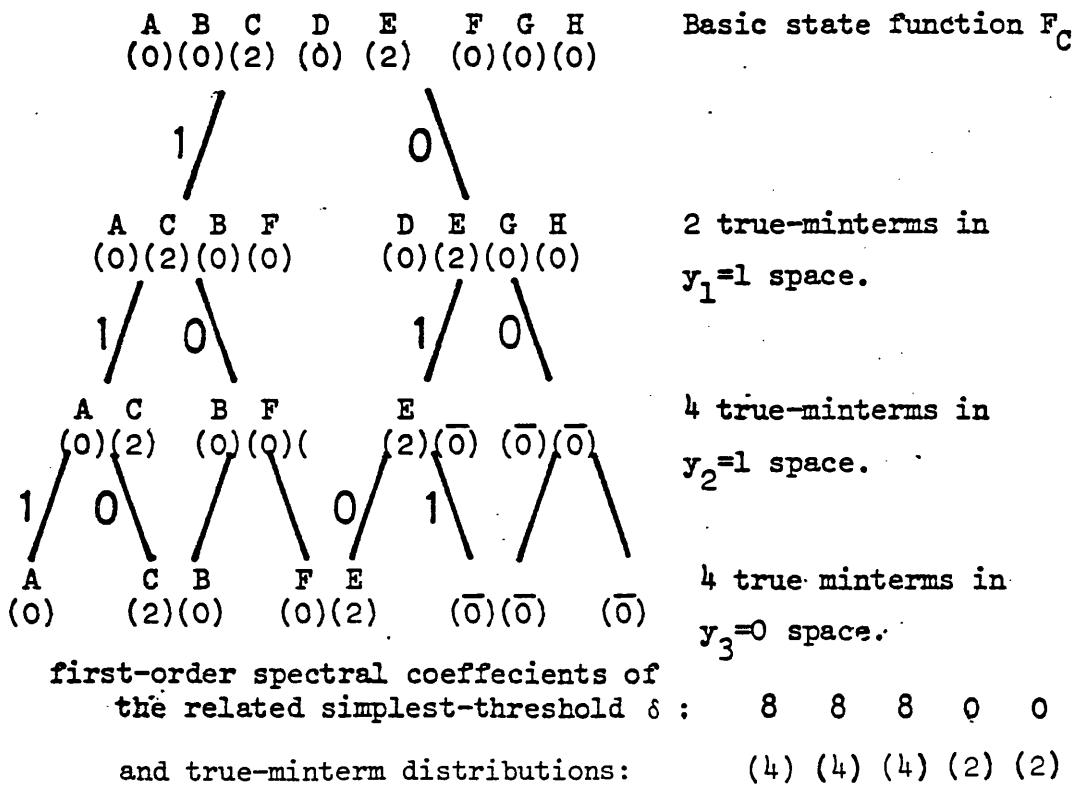 A B C D E F G H Basic state function F_C
(0)(0)(2) (0) (2) (0)(0)(0)
1 0
A C B F D E G H 2 true-minterms in
(0)(2)(0)(0) (0)(2)(0)(0) y₁=1 space.
1 0 1 0
A C B F E 4 true-minterms in
(0)(2) (0)(0)( (2)(0̅) (0̅)(0̅) y₂=1 space.
1 0 0 1
A C B F E 4 true minterms in
(0) (2)(0) (0)(2) (0̅)(0̅) (0̅) y₃=0 space.
first-order spectral coeffecients of
the related simplest-threshold δ : 8 8 8 0 0
and true-minterm distributions: (4) (4) (4) (2) (2)